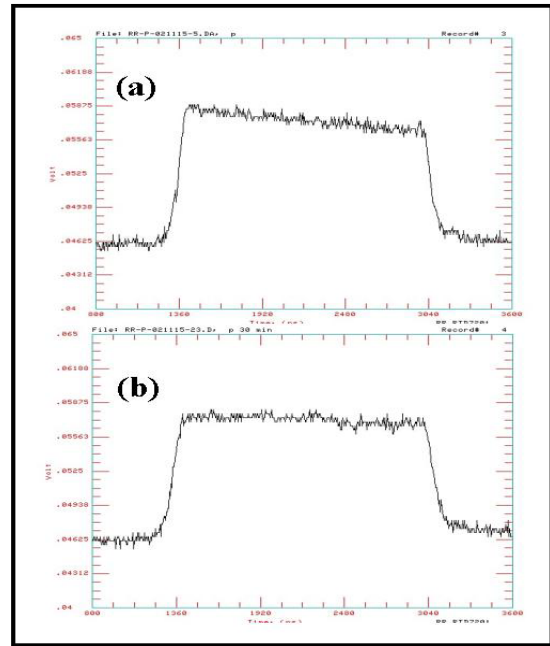 File: RR-P-021115-5.DA, p Record# 3
.065
.06188
(a)
.05875
.05563
.0525
Volt
.04938
.04625
.04312
.04
800 1360 1920 2480 3040 3600
File: RR-P-021115-23.D, p 30 min Record# 4
.065
.06188
(b)
.05875
.05563
.0525
Volt
.04938
.04625
.04312
.04
800 1360 1920 2480 3040 3600